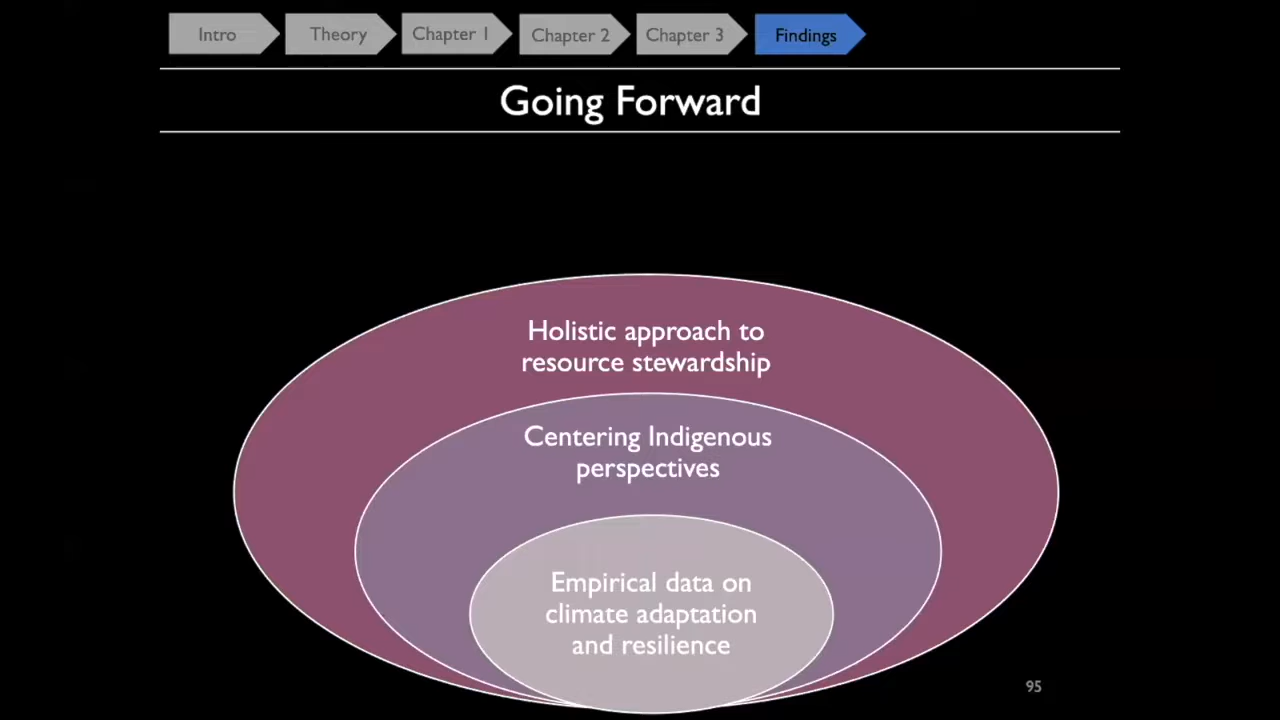 Intro
Theory
Chapter 1
Chapter 2
Chapter 3
Findings
Going Forward
Holistic approach to
resource stewardship
Centering Indigenous
perspectives
Empirical data on
climate adaptation
and resilience
95